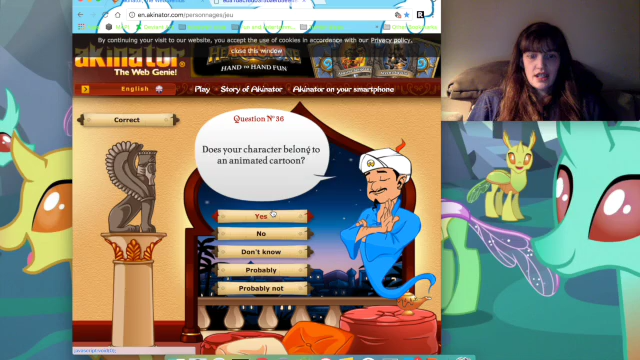 en.akinator.com/personnages/jeu
By continuing your visit to our website, you accept the use of cookies in accordance with our Privacy policy.
close this window
akinator
The Web Genie!
HAND TO HAND FUN
English
Play
Story of Akinator
Akinator on your smartphone
Correct
Question N°36
Does your character belong to
an animated cartoon?
Yes
No
Don't know
Probably
Probably not